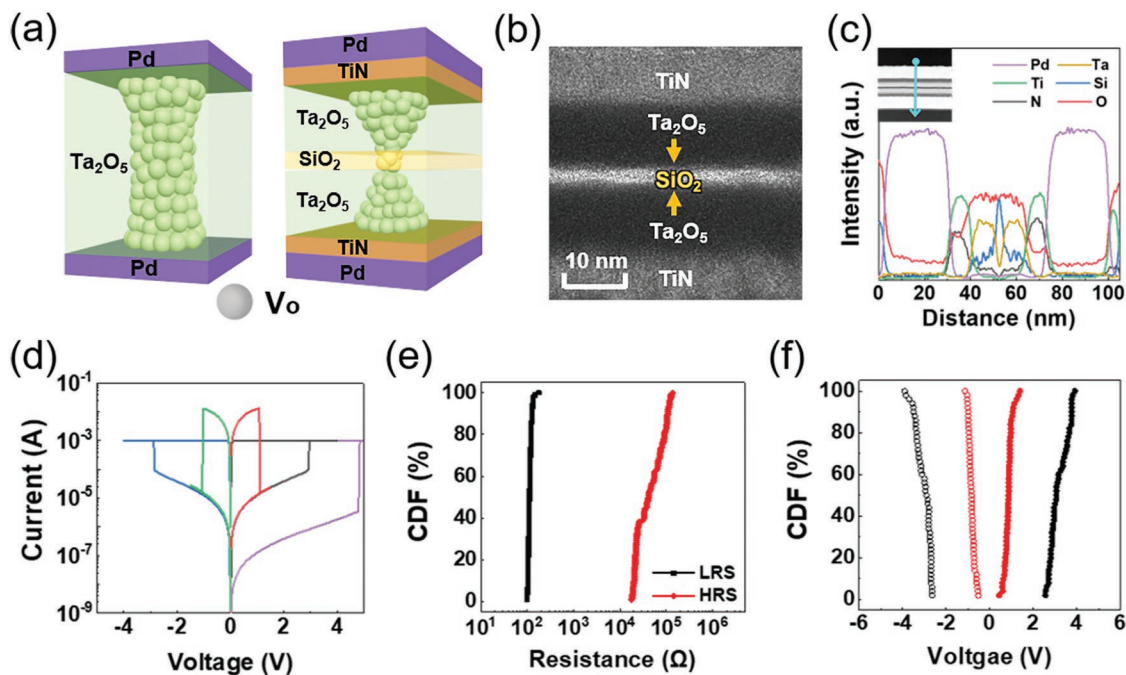 (a)
Pd
Ta₂O₅
Pd
Pd
TiN
Ta₂O₅
SiO₂
Ta₂O₅
TiN
Pd
Vo
(b)
TiN
Ta₂O₅
SiO₂
Ta₂O₅
10 nm
TiN
(c)
Pd Ta
Ti Si
N O
Intensity (a.u.)
0 20 40 60 80 100
Distance (nm)
(d)
10⁻¹
10⁻³
10⁻⁵
10⁻⁷
10⁻⁹
Current (A)
-4 -2 0 2 4
Voltage (V)
(e)
100
80
60
40
20
0
CDF (%)
LRS
HRS
10¹ 10² 10³ 10⁴ 10⁵ 10⁶
Resistance (Ω)
(f)
100
80
60
40
20
0
CDF (%)
-6 -4 -2 0 2 4 6
Voltgae (V)